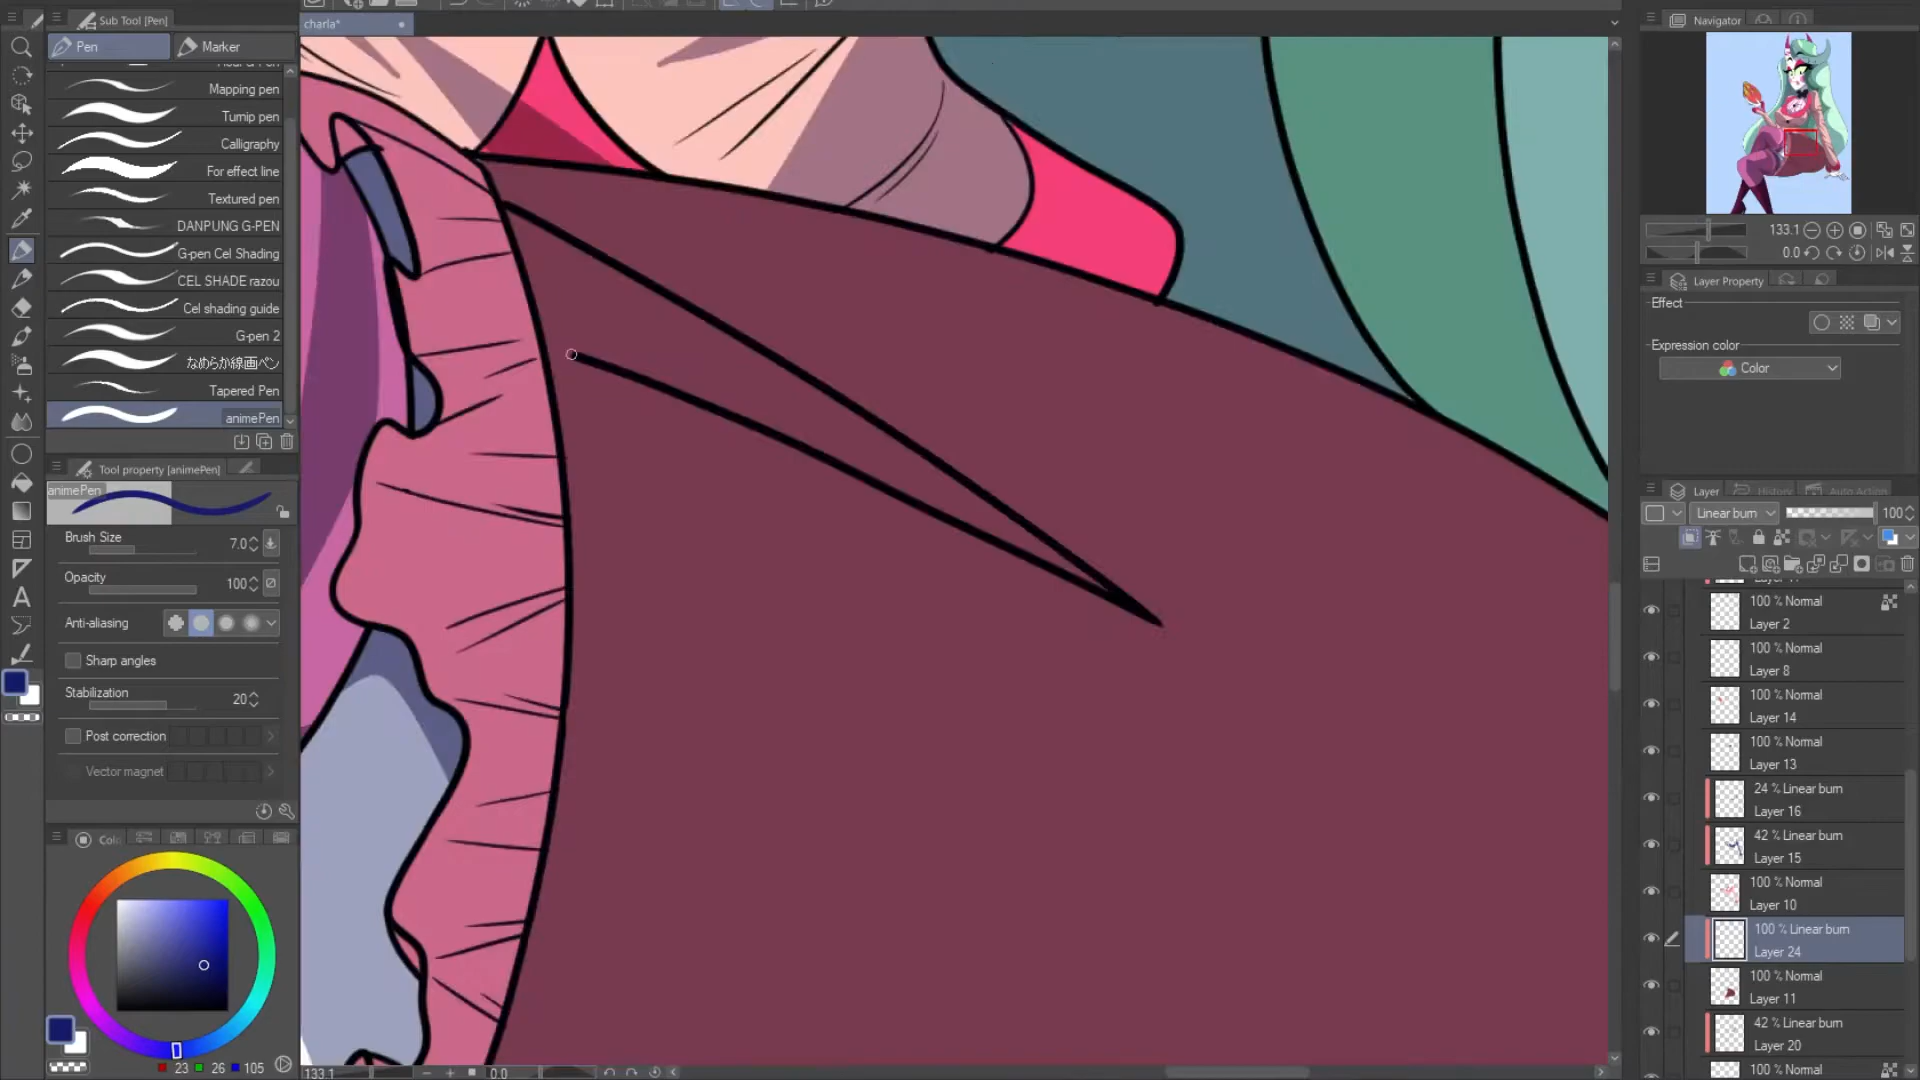 Sub Tool [Pen]
Pen
Marker
Mapping pen
Turnip pen
Calligraphy
For effect line
Textured pen
DANPUNG G-PEN
G-pen Cel Shading
CEL SHADE razou
Cel shading guide
G-pen 2
なめらか線画ペン
Tapered Pen
animePen
Tool property [animePen]
animePen
Brush Size
7.0
Opacity
100
Anti-aliasing
Sharp angles
Stabilization
20
Post correction
Vector magnet
23
26
105
charla*
133.1
0.0
Navigator
133.1
0.0
Layer Property
Effect
Expression color
Color
Layer
History
Auto Action
Linear burn
100
100 % Normal
Layer 2
100 % Normal
Layer 8
100 % Normal
Layer 14
100 % Normal
Layer 13
24 % Linear burn
Layer 16
42 % Linear burn
Layer 15
100 % Normal
Layer 10
100 % Linear burn
Layer 24
100 % Normal
Layer 11
42 % Linear burn
Layer 20
100 % Normal